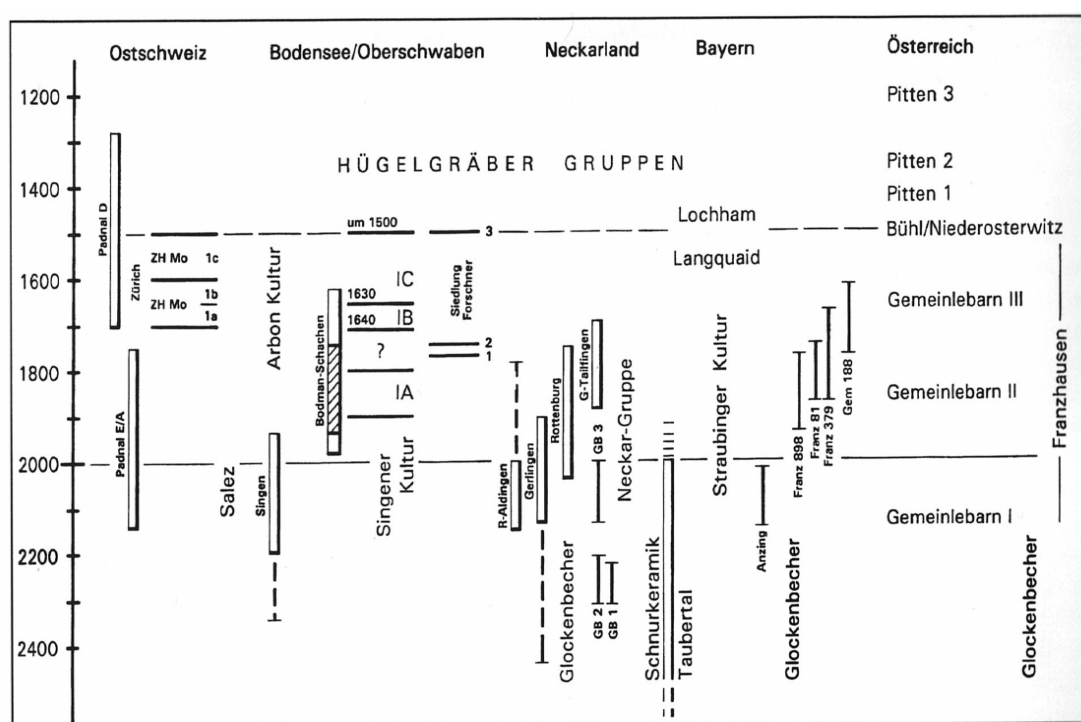 Ostschweiz
Bodensee/Oberschwaben
Neckarland
Bayern
Österreich
1200
1400
1600
1800
2000
2200
2400
Pitten 3
HÜGELGRÄBER GRUPPEN
Pitten 2
Pitten 1
Lochham
Bühl/Niederosterwitz
Langquaid
Padnal D
um 1500
3
ZH Mo 1c
Zürich
ZH Mo 1b
1a
Arbon Kultur
IC
1630
1640
IB
?
IA
Bodman-Schachen
Siedlung
Forschner
2
1
Gemeinlebarn III
Gemeinlebarn II
Gemeinlebarn I
Franzhausen
Padnal E/A
Salez
Singen
Singener
Kultur
R-Aldingen
Gerlingen
Rottenburg
G-Tailfingen
GB 3
Neckar-Gruppe
Straubinger Kultur
Franz 898
Franz 81
Franz 379
Gem 188
Anzing
Glockenbecher
GB 2
GB 1
Schnurkeramik
Taubertal
Glockenbecher
Glockenbecher